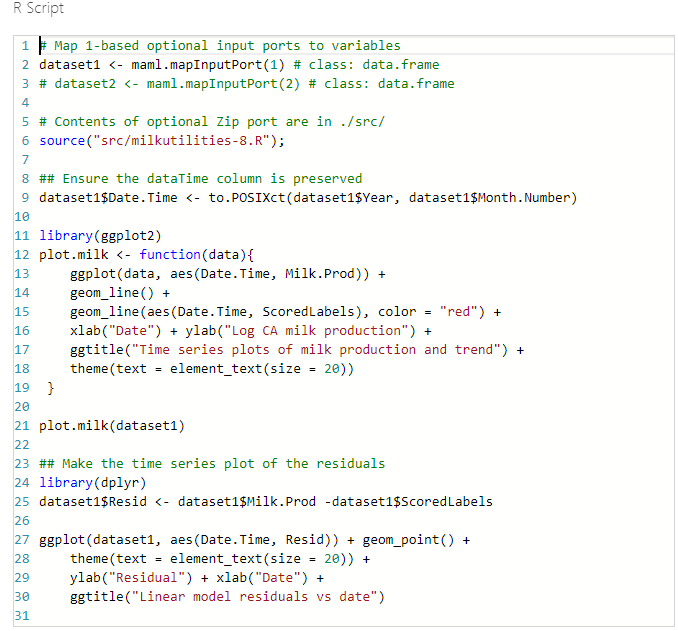 R Script
1 # Map 1-based optional input ports to variables
2 dataset1 <- maml.mapInputPort(1) # class: data.frame
3 # dataset2 <- maml.mapInputPort(2) # class: data.frame
4
5 # Contents of optional Zip port are in ./src/
6 source("src/milkutilities-8.R");
7
8 ## Ensure the dataTime column is preserved
9 dataset1$Date.Time <- to.POSIXct(dataset1$Year, dataset1$Month.Number)
10
11 library(ggplot2)
12 plot.milk <- function(data){
13     ggplot(data, aes(Date.Time, Milk.Prod)) +
14     geom_line() +
15     geom_line(aes(Date.Time, ScoredLabels), color = "red") +
16     xlab("Date") + ylab("Log CA milk production") +
17     ggtitle("Time series plots of milk production and trend") +
18     theme(text = element_text(size = 20))
19  }
20
21 plot.milk(dataset1)
22
23 ## Make the time series plot of the residuals
24 library(dplyr)
25 dataset1$Resid <- dataset1$Milk.Prod -dataset1$ScoredLabels
26
27 ggplot(dataset1, aes(Date.Time, Resid)) + geom_point() +
28     theme(text = element_text(size = 20)) +
29     ylab("Residual") + xlab("Date") +
30     ggtitle("Linear model residuals vs date")
31